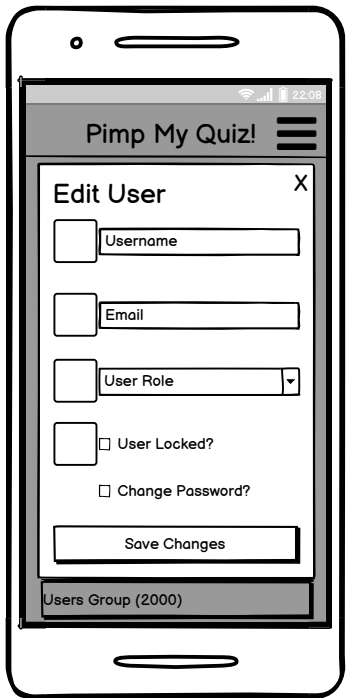 22:08
Pimp My Quiz!
X
Edit User
Username
Email
User Role
User Locked?
Change Password?
Save Changes
Users Group (2000)